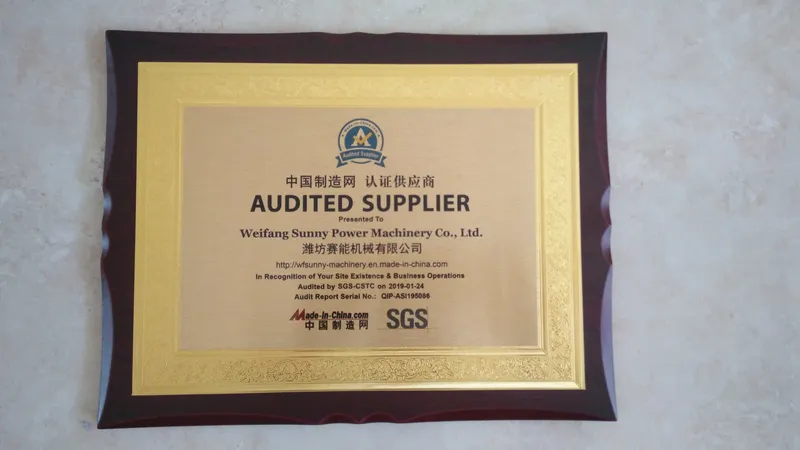 Audited Supplier
中国制造网 认证供应商
AUDITED SUPPLIER
Presented To
Weifang Sunny Power Machinery Co., Ltd.
潍坊赛能机械有限公司
http://wfsunny-machinery.en.made-in-china.com
In Recognition of Your Site Existence & Business Operations
Audited by SGS-CSTC on 2019-01-24
Audit Report Serial No.: QIP-ASI195086
Made-in-China.com
中国制造网
SGS